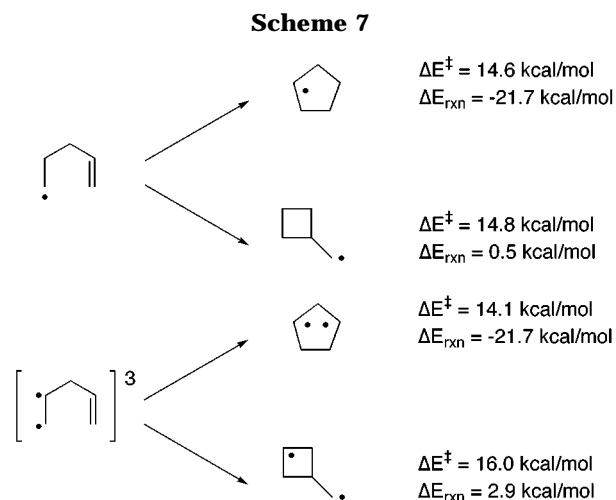 Scheme 7
ΔE‡ = 14.6 kcal/mol
ΔErxn = -21.7 kcal/mol
ΔE‡ = 14.8 kcal/mol
ΔErxn = 0.5 kcal/mol
ΔE‡ = 14.1 kcal/mol
ΔErxn = -21.7 kcal/mol
3
ΔE‡ = 16.0 kcal/mol
ΔErxn = 2.9 kcal/mol